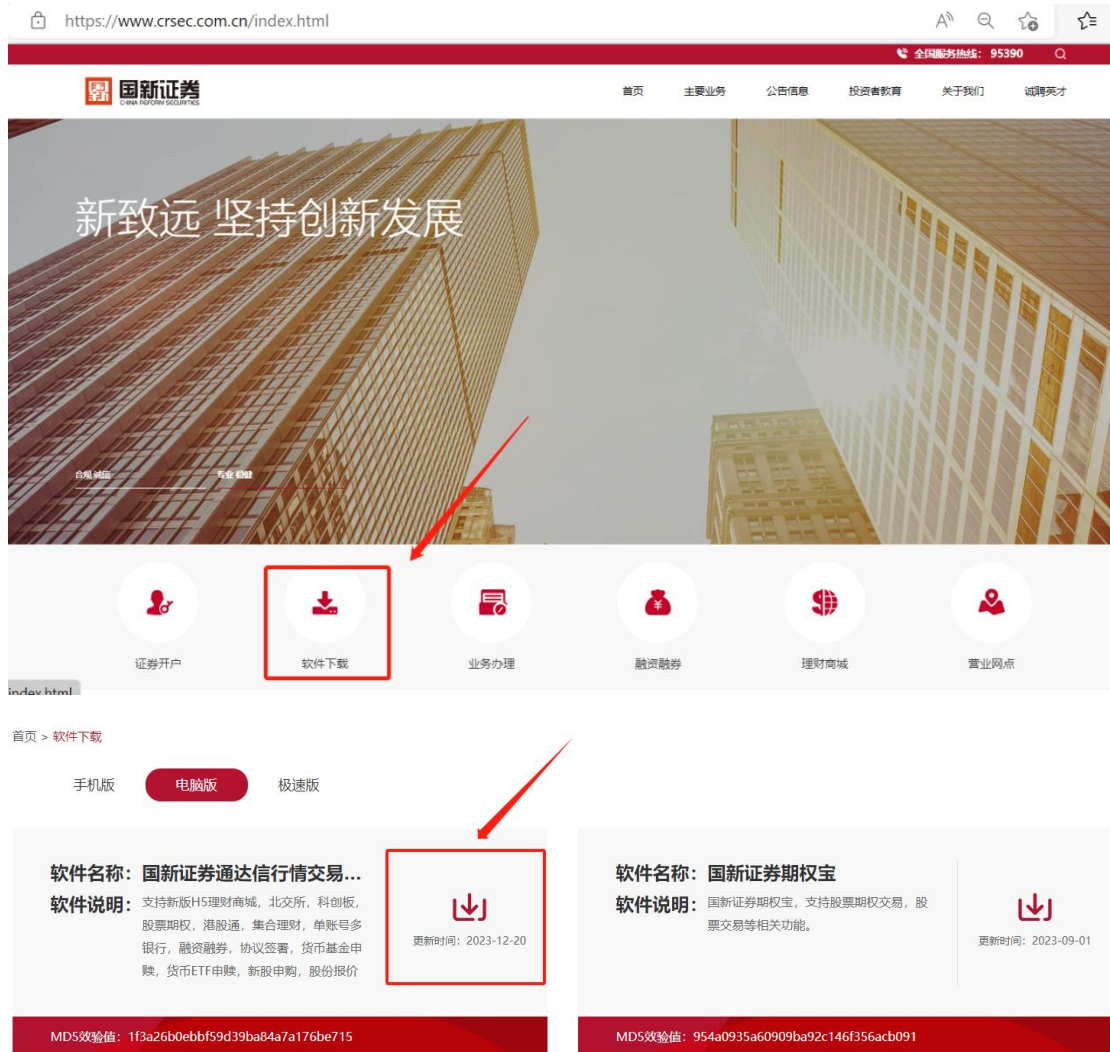 https://www.crsec.com.cn/index.html
全国服务热线：95390
国新证券
CHINA REFORM SECURITIES
首页 主要业务 公告信息 投资者教育 关于我们 诚聘英才
新致远 坚持创新发展
合规 诚信 专业 稳健
证券开户 软件下载 业务办理 融资融券 理财商城 营业网点
index.html
首页 > 软件下载
手机版 电脑版 极速版
软件名称：国新证券通达信行情交易...
软件说明：支持新版H5理财商城，北交所，科创板，
股票期权，港股通，集合理财，单账号多
银行，融资融券，协议签署，货币基金申
赎，货币ETF申赎，新股申购，股份报价
更新时间：2023-12-20
MD5效验值：1f3a26b0ebbf59d39ba84a7a176be715
软件名称：国新证券期权宝
软件说明：国新证券期权宝，支持股票期权交易，股
票交易等相关功能。
更新时间：2023-09-01
MD5效验值：954a0935a60909ba92c146f356acb091